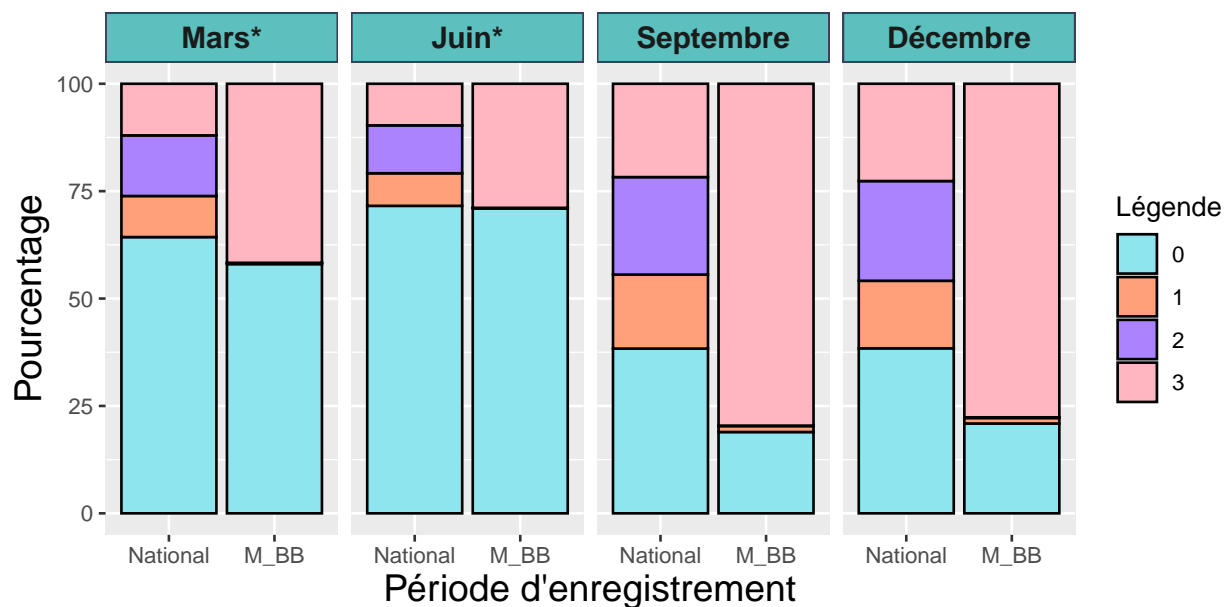 Mars*
Juin*
Septembre
Décembre
Pourcentage
100
75
50
25
0
National
M_BB
National
M_BB
National
M_BB
National
M_BB
Période d'enregistrement
Légende
0
1
2
3